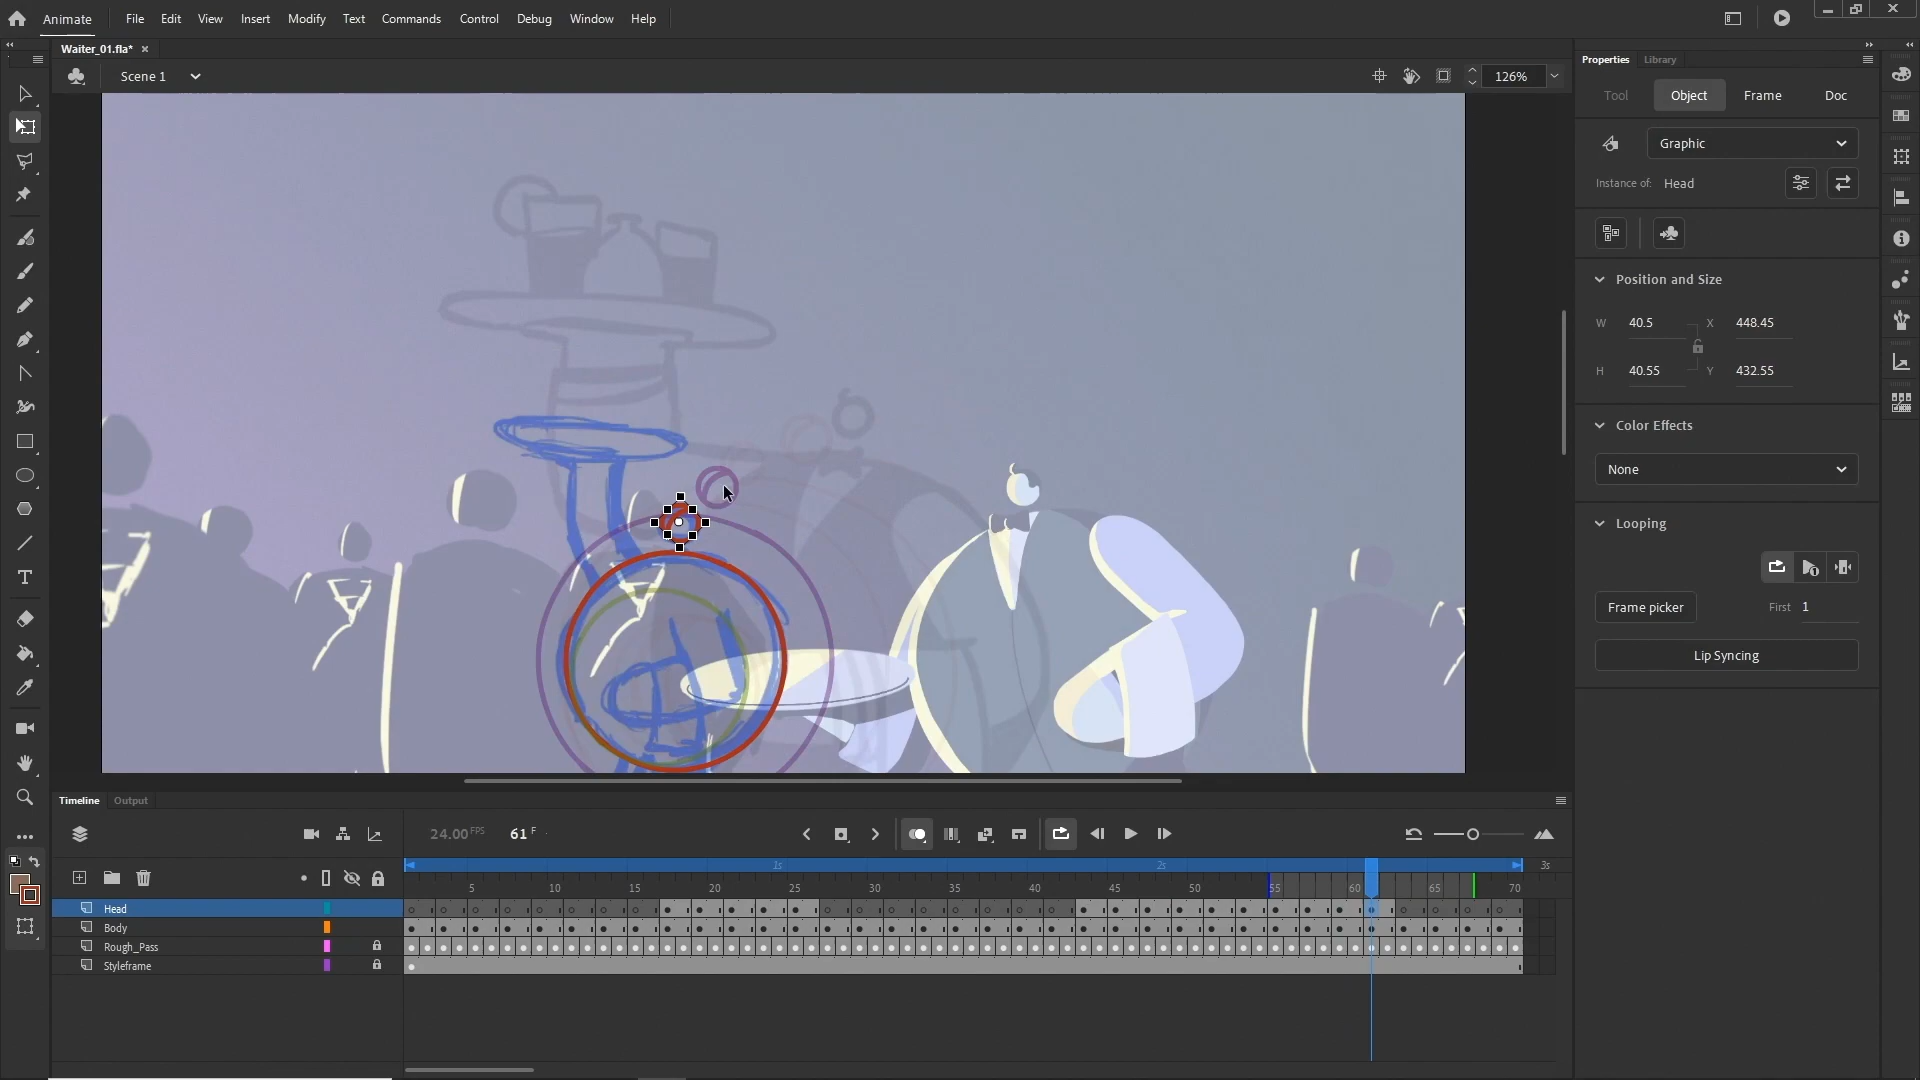 Animate File Edit View Insert Modify Text Commands Control Debug Window Help
Waiter_01.fla*
Scene 1
126%
Properties Library
Tool Object Frame Doc
Graphic
Instance of: Head
Position and Size
W 40.5 X 448.45
H 40.55 Y 432.55
Color Effects
None
Looping
Frame picker First 1
Lip Syncing
Timeline Output
24.00 FPS 61 F
1s 2s 3s
5 10 15 20 25 30 35 40 45 50 55 60 65 70
Head
Body
Rough_Pass
Styleframe